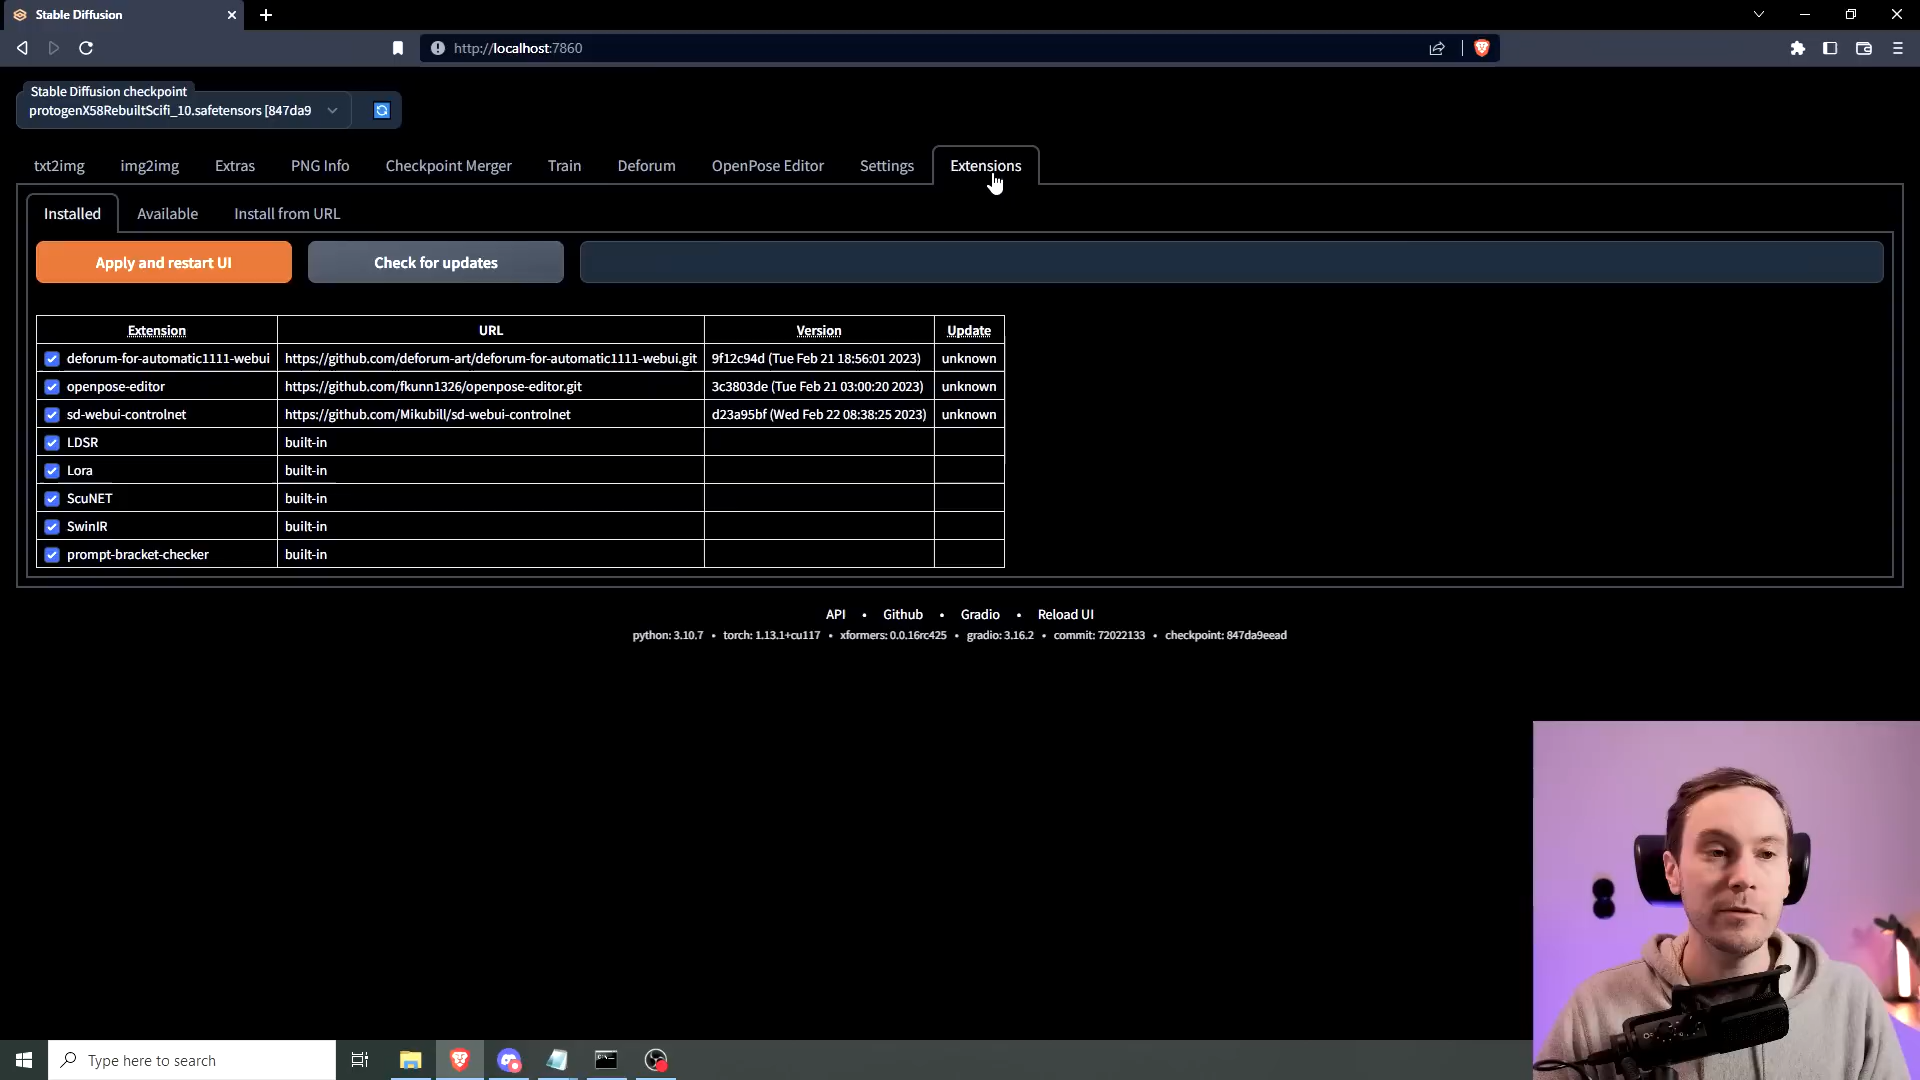 Stable Diffusion
http://localhost:7860
Stable Diffusion checkpoint
protogenX58RebuiltScifi_10.safetensors [847da9
txt2img img2img Extras PNG Info Checkpoint Merger Train Deforum OpenPose Editor Settings Extensions
Installed Available Install from URL
Apply and restart UI Check for updates
Extension URL Version Update
deforum-for-automatic1111-webui https://github.com/deforum-art/deforum-for-automatic1111-webui.git 9f12c94d (Tue Feb 21 18:56:01 2023) unknown
openpose-editor https://github.com/fkunn1326/openpose-editor.git 3c3803de (Tue Feb 21 03:00:20 2023) unknown
sd-webui-controlnet https://github.com/Mikubill/sd-webui-controlnet d23a95bf (Wed Feb 22 08:38:25 2023) unknown
LDSR built-in
Lora built-in
ScuNET built-in
SwinIR built-in
prompt-bracket-checker built-in
API • Github • Gradio • Reload UI
python: 3.10.7 • torch: 1.13.1+cu117 • xformers: 0.0.16rc425 • gradio: 3.16.2 • commit: 72022133 • checkpoint: 847da9eead
Type here to search